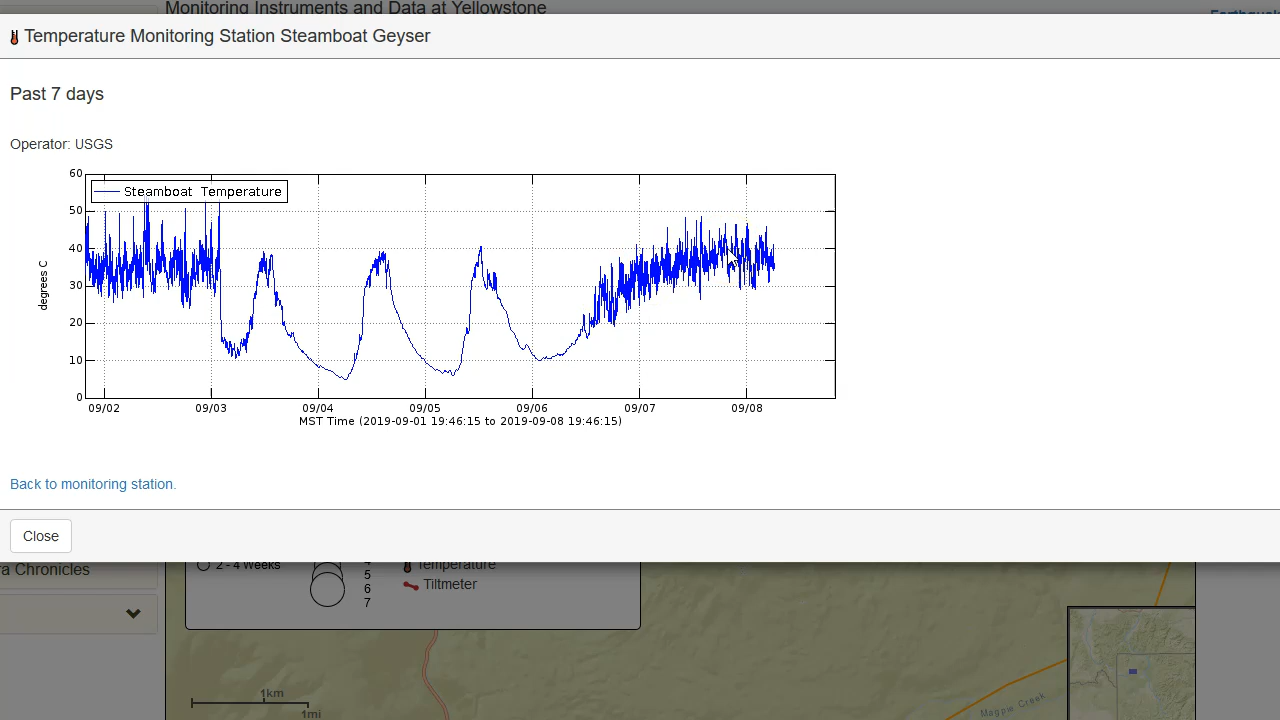 Monitoring Instruments and Data at Yellowstone
Temperature Monitoring Station Steamboat Geyser
Past 7 days
Operator: USGS
60
50
40
30
20
10
0
degrees C
Steamboat Temperature
09/02 09/03 09/04 09/05 09/06 09/07 09/08
MST Time (2019-09-01 19:46:15 to 2019-09-08 19:46:15)
Back to monitoring station.
Close
a Chronicles
2 - 4 Weeks
4
5
6
7
Temperature
Tiltmeter
1km
1mi
Magpie Creek